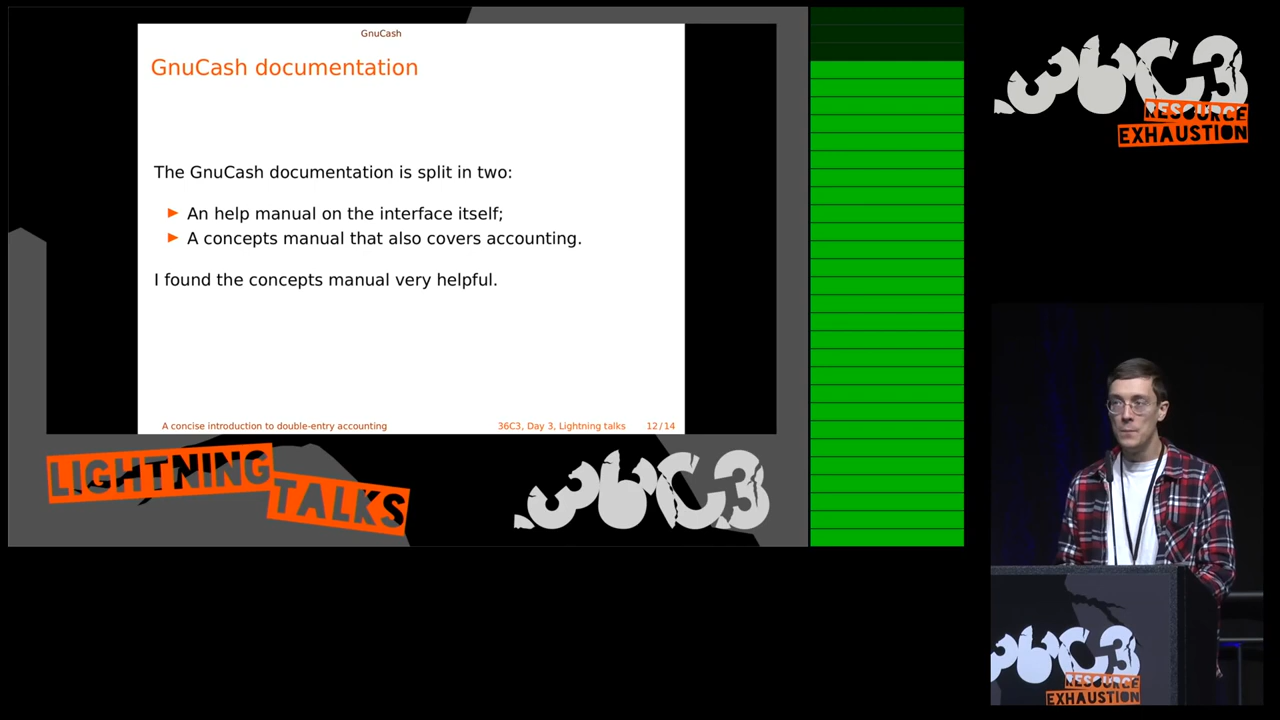 GnuCash
GnuCash documentation
The GnuCash documentation is split in two:
An help manual on the interface itself;
A concepts manual that also covers accounting.
I found the concepts manual very helpful.
A concise introduction to double-entry accounting
36C3, Day 3, Lightning talks
12/14
LIGHTNING
TALKS
36C3
36C3
RESOURCE
EXHAUSTION
36C3
RESOURCE
EXHAUSTION